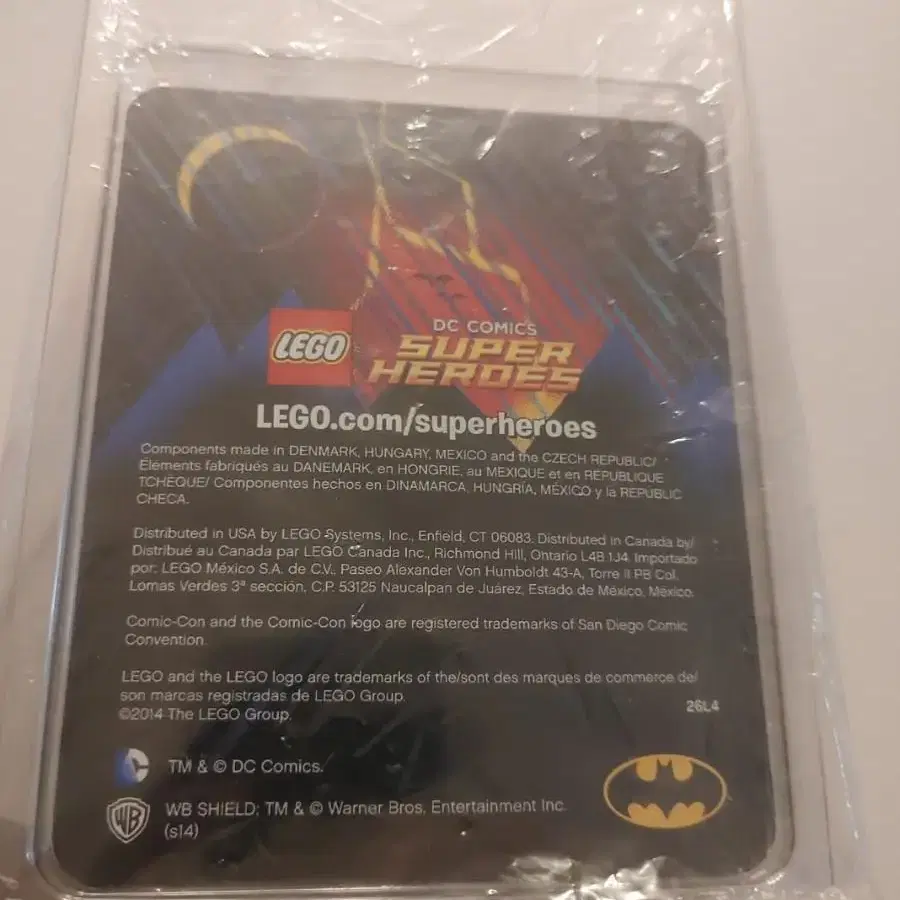 LEGO
DC COMICS
SUPER
HEROES
LEGO.com/superheroes
Components made in DENMARK, HUNGARY, MEXICO and the CZECH REPUBLIC/
Éléments fabriqués au DANEMARK, en HONGRIE, au MEXIQUE et en RÉPUBLIQUE
TCHÈQUE/ Componentes hechos en DINAMARCA, HUNGRÍA, MÉXICO y la REPUBLIC
CHECA.
Distributed in USA by LEGO Systems, Inc., Enfield, CT 06083. Distributed in Canada by/
Distribué au Canada par LEGO Canada Inc., Richmond Hill, Ontario L4B 1J4. Importado
por: LEGO México S.A. de C.V. Paseo Alexander Von Humboldt 43-A, Torre II PB Col.
Lomas Verdes 3ª sección, C.P. 53125 Naucalpan de Juárez, Estado de México, México.
Comic-Con and the Comic-Con logo are registered trademarks of San Diego Comic
Convention.
LEGO and the LEGO logo are trademarks of the/sont des marques de commerce de/
son marcas registradas de LEGO Group.
©2014 The LEGO Group.
26L4
TM & © DC Comics.
WB
WB SHIELD: TM & © Warner Bros. Entertainment Inc.
(s14)